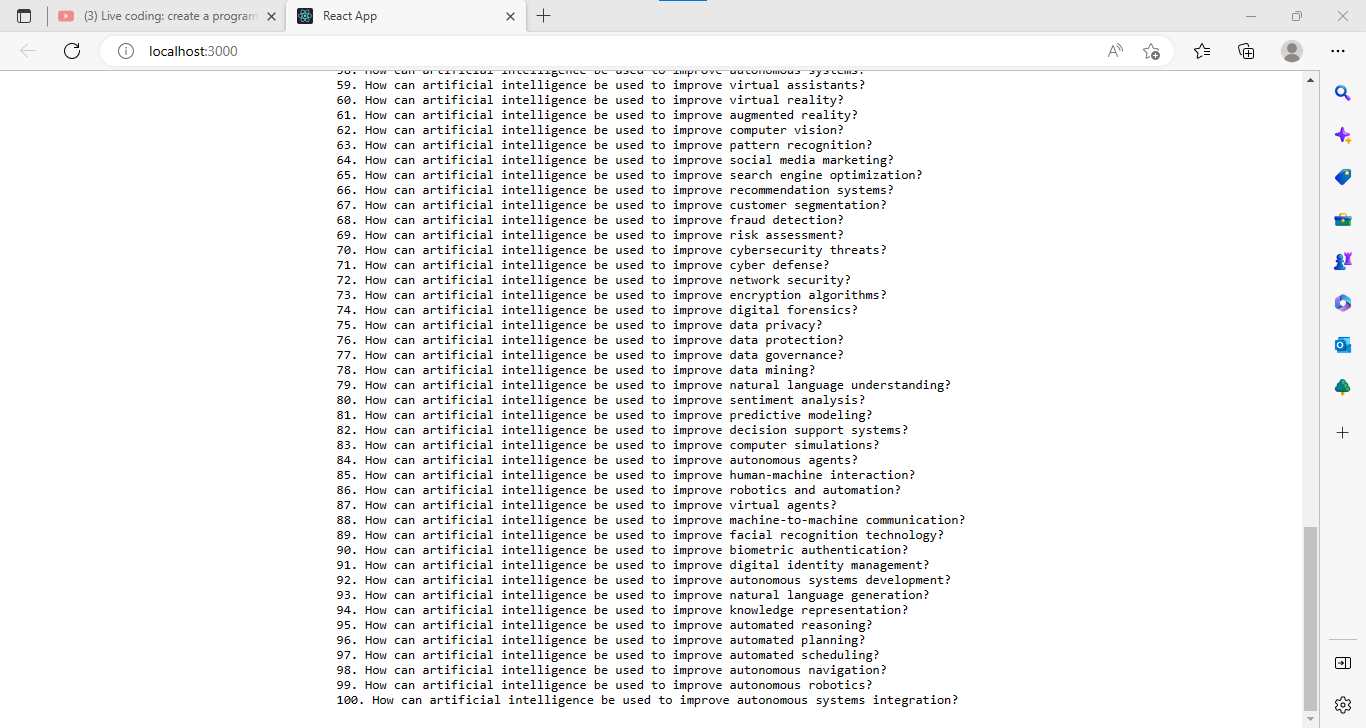 (3) Live coding: create a program
React App
localhost:3000
58. How can artificial intelligence be used to improve autonomous systems?
59. How can artificial intelligence be used to improve virtual assistants?
60. How can artificial intelligence be used to improve virtual reality?
61. How can artificial intelligence be used to improve augmented reality?
62. How can artificial intelligence be used to improve computer vision?
63. How can artificial intelligence be used to improve pattern recognition?
64. How can artificial intelligence be used to improve social media marketing?
65. How can artificial intelligence be used to improve search engine optimization?
66. How can artificial intelligence be used to improve recommendation systems?
67. How can artificial intelligence be used to improve customer segmentation?
68. How can artificial intelligence be used to improve fraud detection?
69. How can artificial intelligence be used to improve risk assessment?
70. How can artificial intelligence be used to improve cybersecurity threats?
71. How can artificial intelligence be used to improve cyber defense?
72. How can artificial intelligence be used to improve network security?
73. How can artificial intelligence be used to improve encryption algorithms?
74. How can artificial intelligence be used to improve digital forensics?
75. How can artificial intelligence be used to improve data privacy?
76. How can artificial intelligence be used to improve data protection?
77. How can artificial intelligence be used to improve data governance?
78. How can artificial intelligence be used to improve data mining?
79. How can artificial intelligence be used to improve natural language understanding?
80. How can artificial intelligence be used to improve sentiment analysis?
81. How can artificial intelligence be used to improve predictive modeling?
82. How can artificial intelligence be used to improve decision support systems?
83. How can artificial intelligence be used to improve computer simulations?
84. How can artificial intelligence be used to improve autonomous agents?
85. How can artificial intelligence be used to improve human-machine interaction?
86. How can artificial intelligence be used to improve robotics and automation?
87. How can artificial intelligence be used to improve virtual agents?
88. How can artificial intelligence be used to improve machine-to-machine communication?
89. How can artificial intelligence be used to improve facial recognition technology?
90. How can artificial intelligence be used to improve biometric authentication?
91. How can artificial intelligence be used to improve digital identity management?
92. How can artificial intelligence be used to improve autonomous systems development?
93. How can artificial intelligence be used to improve natural language generation?
94. How can artificial intelligence be used to improve knowledge representation?
95. How can artificial intelligence be used to improve automated reasoning?
96. How can artificial intelligence be used to improve automated planning?
97. How can artificial intelligence be used to improve automated scheduling?
98. How can artificial intelligence be used to improve autonomous navigation?
99. How can artificial intelligence be used to improve autonomous robotics?
100. How can artificial intelligence be used to improve autonomous systems integration?